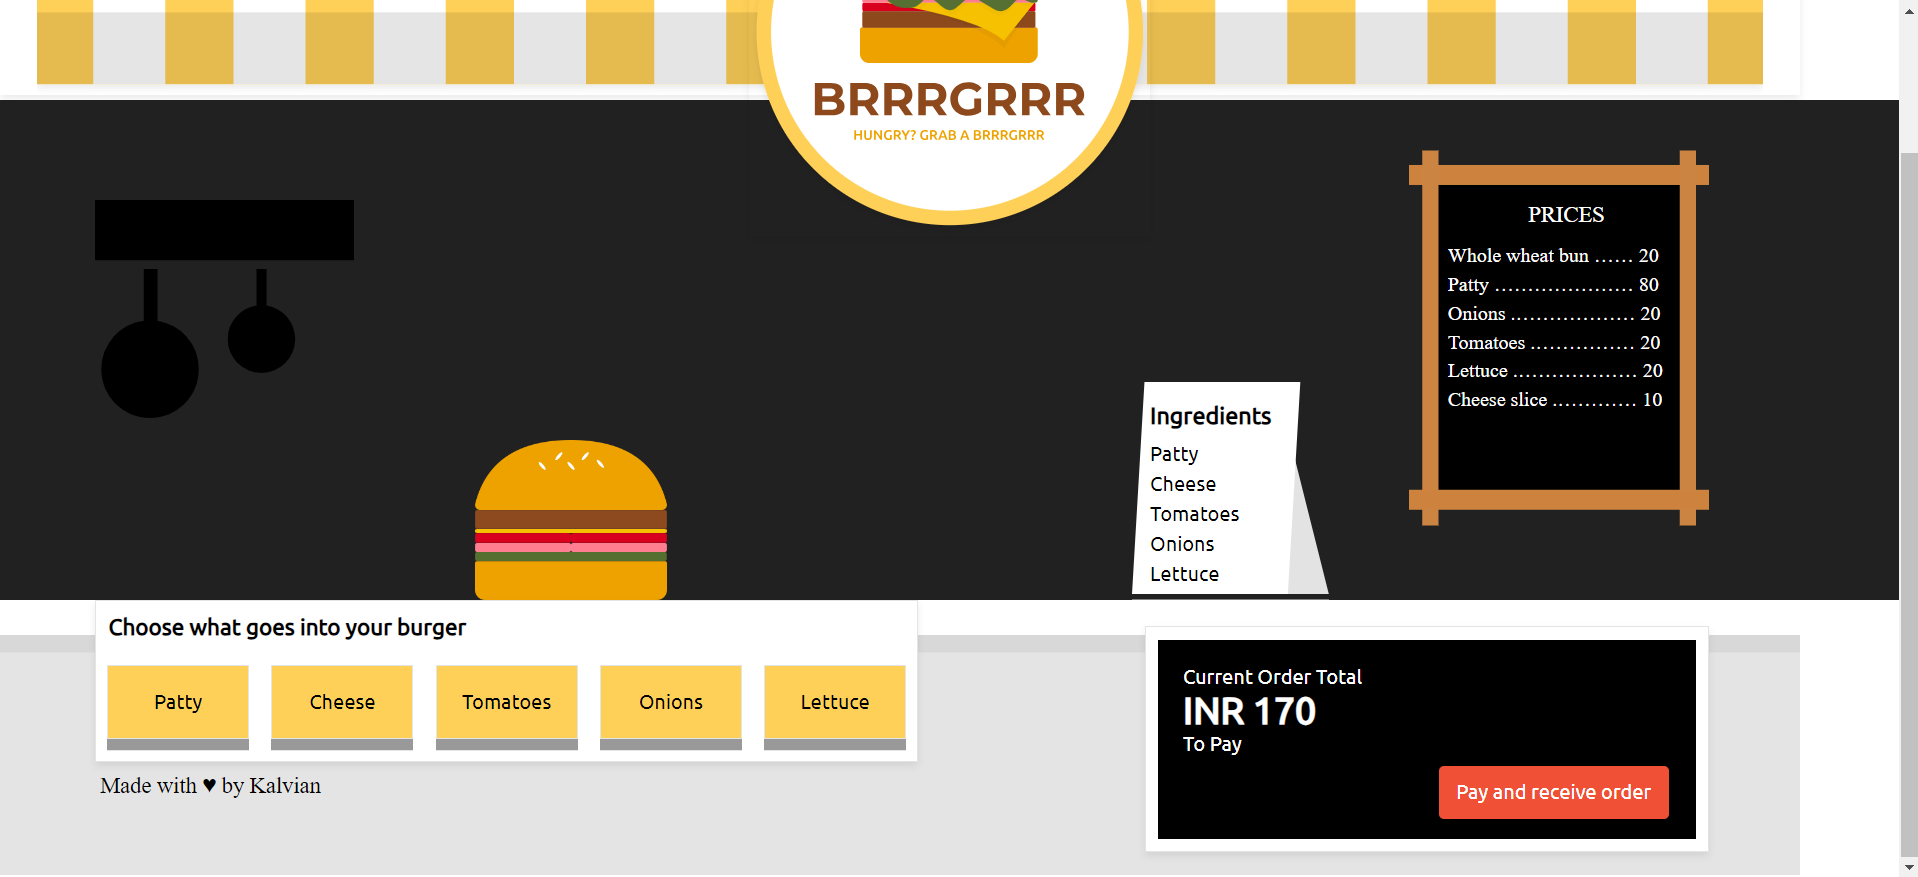 BRRRGRRR
HUNGRY? GRAB A BRRRGRRR
PRICES
Whole wheat bun ...... 20
Patty ..................... 80
Onions ................... 20
Tomatoes ................ 20
Lettuce ................... 20
Cheese slice ............. 10
Ingredients
Patty
Cheese
Tomatoes
Onions
Lettuce
Choose what goes into your burger
Patty
Cheese
Tomatoes
Onions
Lettuce
Made with ♥ by Kalvian
Current Order Total
INR 170
To Pay
Pay and receive order